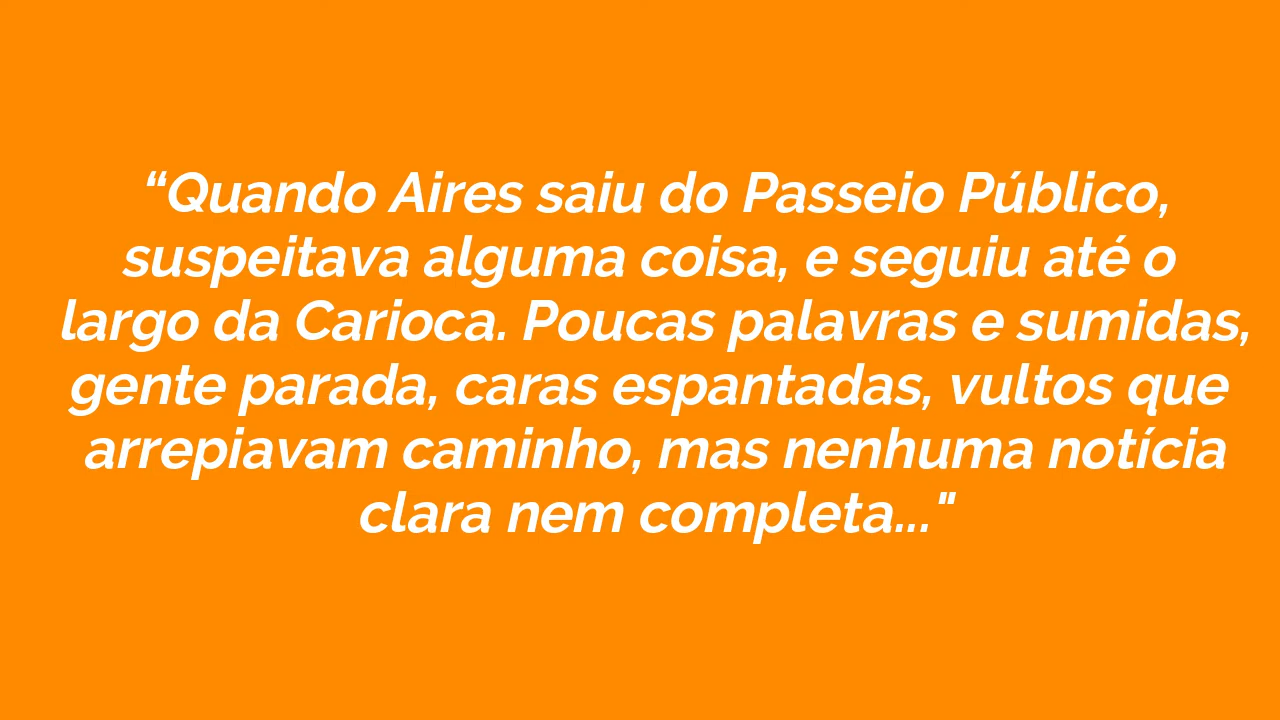 “Quando Aires saiu do Passeio Público,
suspeitava alguma coisa, e seguiu até o
largo da Carioca. Poucas palavras e sumidas,
gente parada, caras espantadas, vultos que
arrepiavam caminho, mas nenhuma notícia
clara nem completa..."